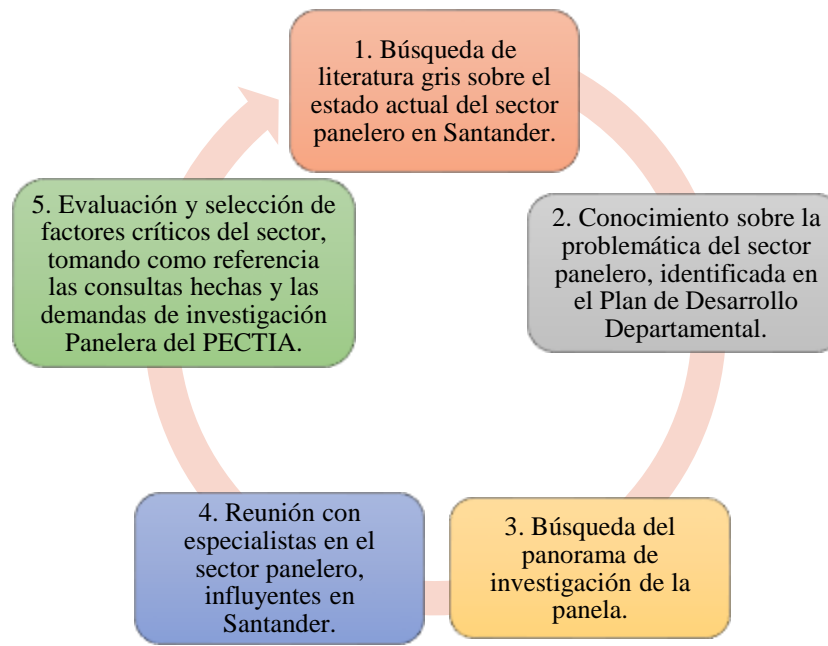 1. Búsqueda de
literatura gris sobre el
estado actual del sector
panelero en Santander.
2. Conocimiento sobre la
problemática del sector
panelero, identificada en
el Plan de Desarrollo
Departamental.
3. Búsqueda del
panorama de
investigación de la
panela.
4. Reunión con
especialistas en el
sector panelero,
influyentes en
Santander.
5. Evaluación y selección de
factores críticos del sector,
tomando como referencia
las consultas hechas y las
demandas de investigación
Panelera del PECTIA.